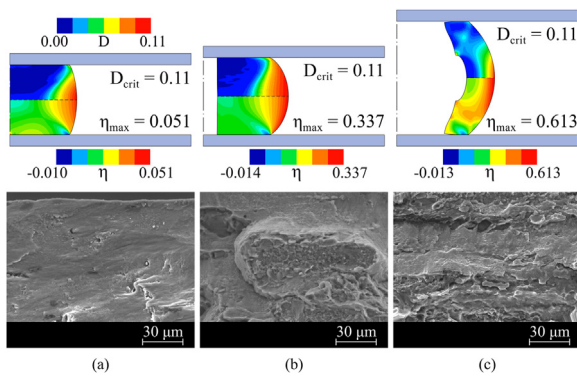 0.00 D 0.11
D_crit = 0.11
η_max = 0.051
-0.010 η 0.051
D_crit = 0.11
η_max = 0.337
-0.014 η 0.337
D_crit = 0.11
η_max = 0.613
-0.013 η 0.613
30 μm
30 μm
30 μm
(a)
(b)
(c)